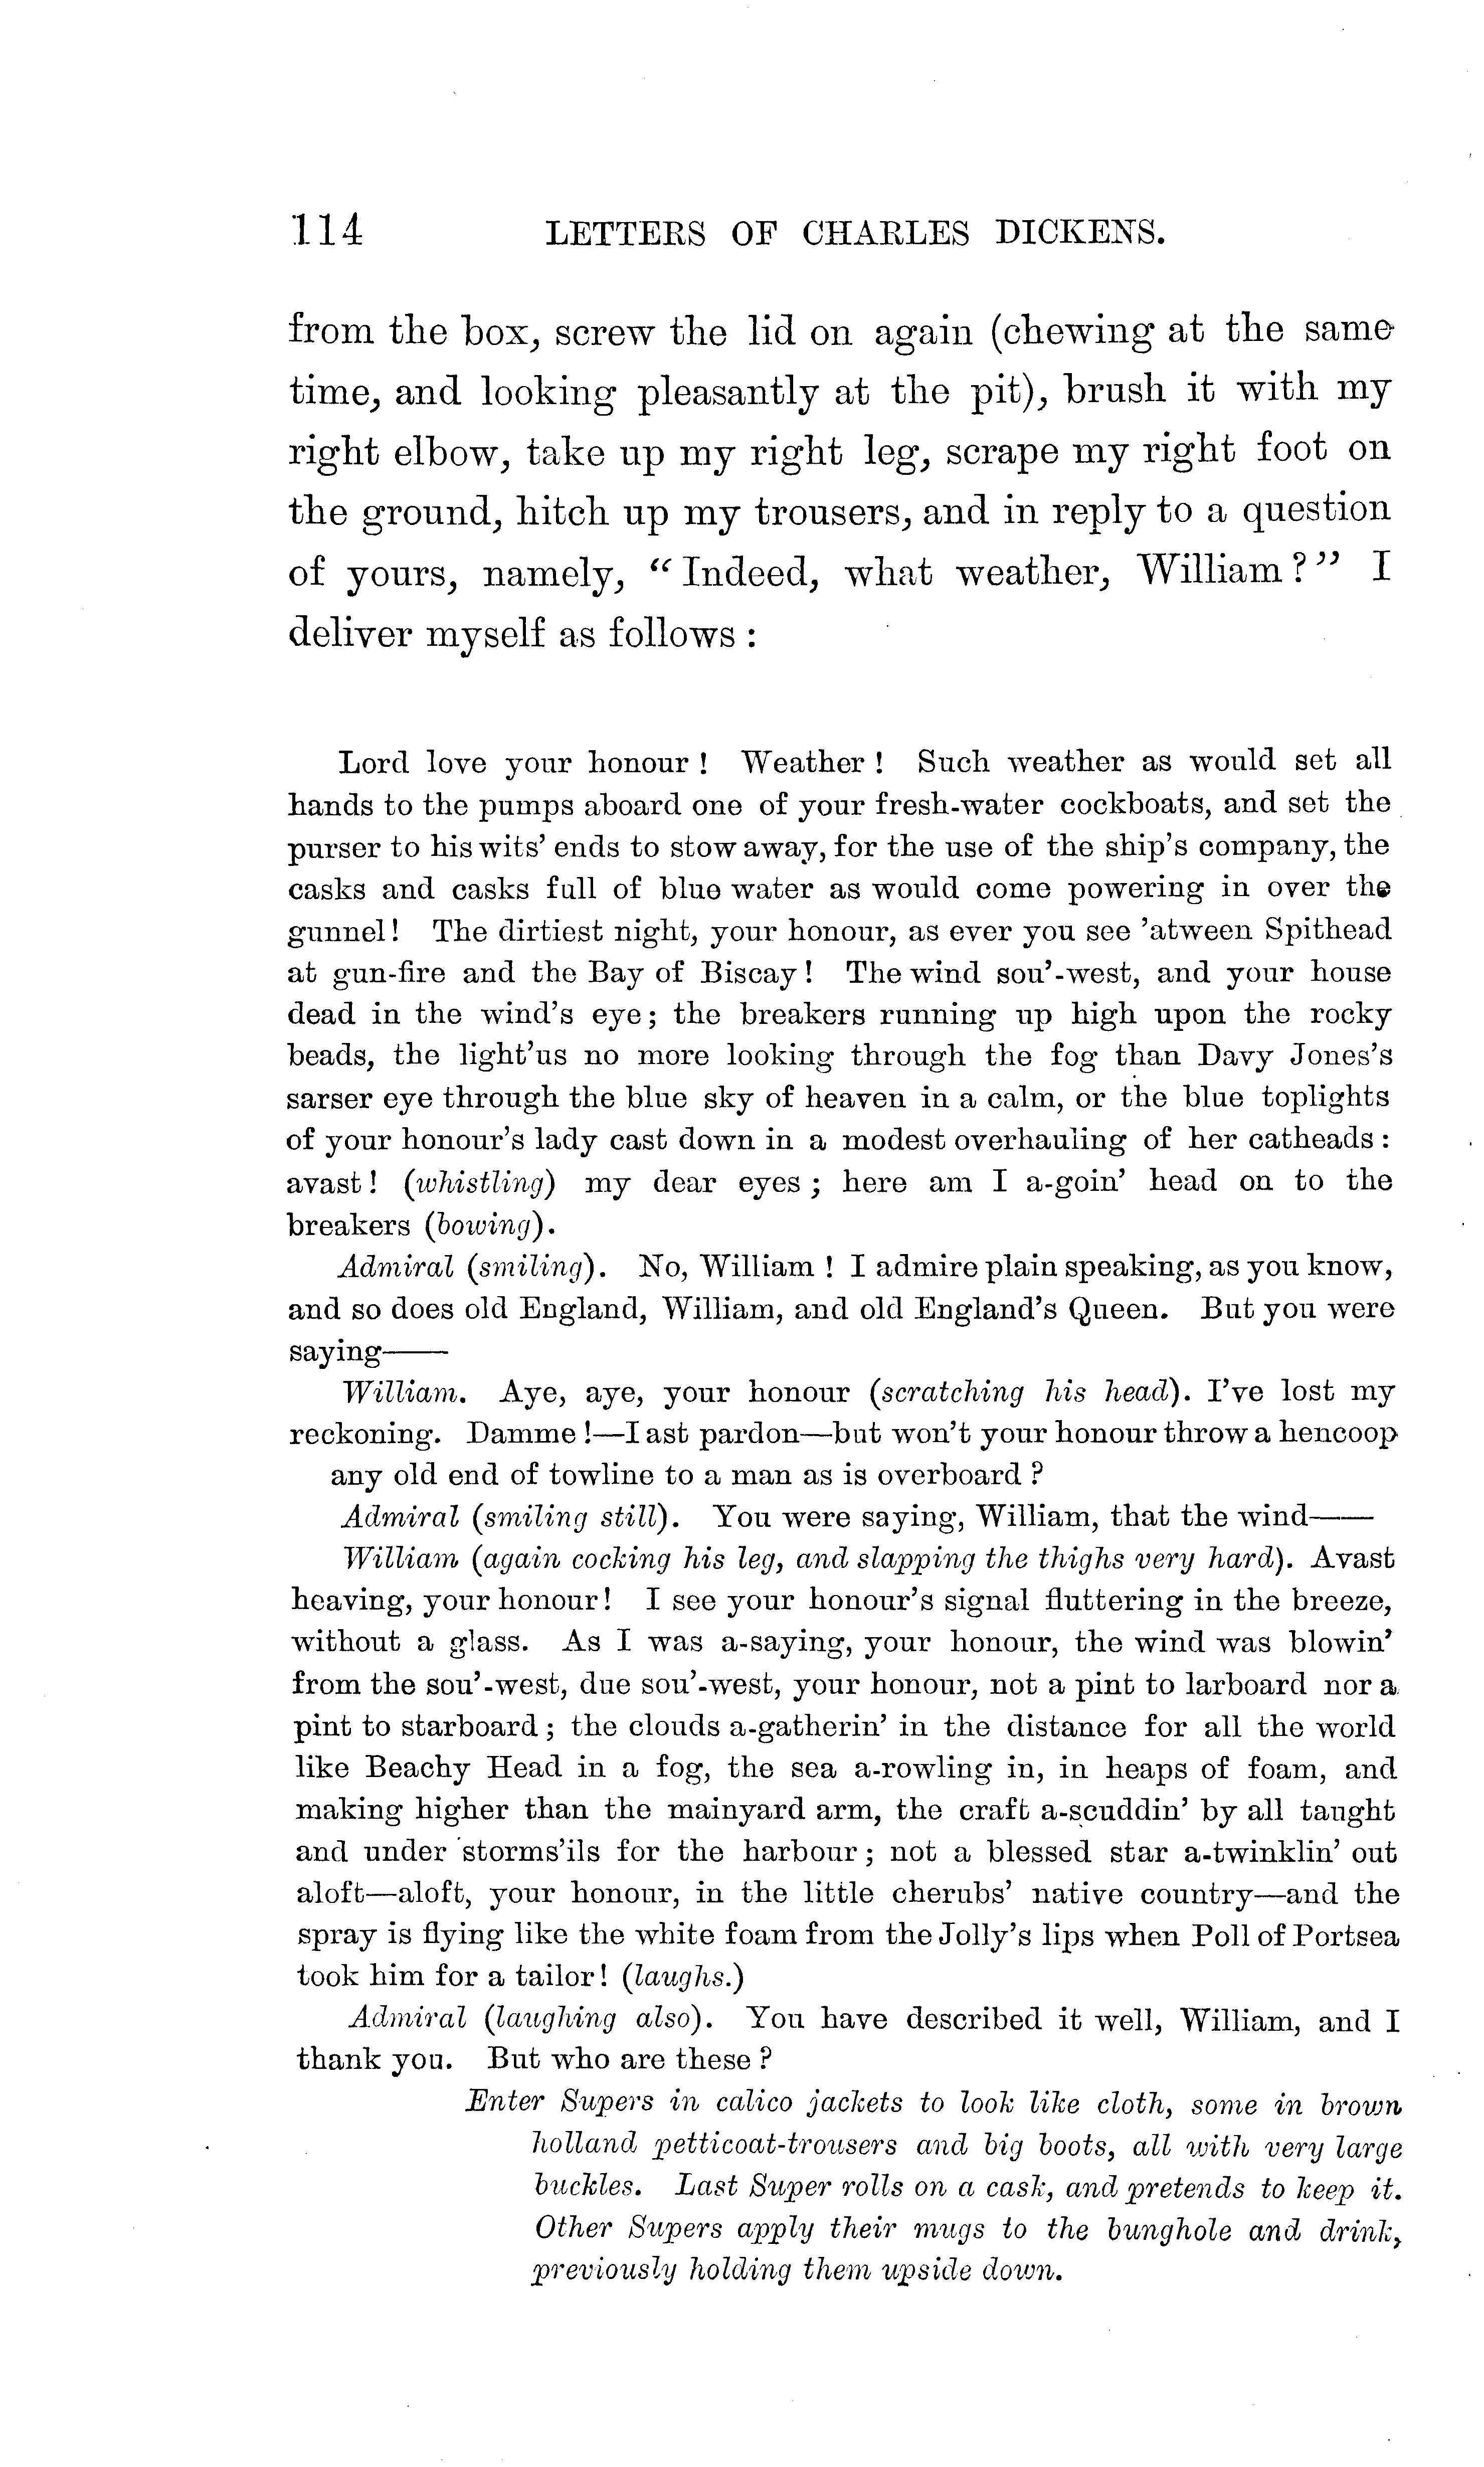 114 LETTERS OF CHARLES DICKENS.
from the box, screw the lid on again (chewing at the same
time, and looking pleasantly at the pit), brush it with my
right elbow, take up my right leg, scrape my right foot on
the ground, hitch up my trousers, and in reply to a question
of yours, namely, “Indeed, what weather, William?” I
deliver myself as follows:
Lord love your honour! Weather! Such weather as would set all
hands to the pumps aboard one of your fresh-water cockboats, and set the
purser to his wits’ ends to stow away, for the use of the ship’s company, the
casks and casks full of blue water as would come powering in over the
gunnel! The dirtiest night, your honour, as ever you see ’atween Spithead
at gun-fire and the Bay of Biscay! The wind sou’-west, and your house
dead in the wind’s eye; the breakers running up high upon the rocky
beads, the light’us no more looking through the fog than Davy Jones’s
sarser eye through the blue sky of heaven in a calm, or the blue toplights
of your honour’s lady cast down in a modest overhauling of her catheads:
avast! (whistling) my dear eyes; here am I a-goin’ head on to the
breakers (bowing).
Admiral (smiling). No, William! I admire plain speaking, as you know,
and so does old England, William, and old England’s Queen. But you were
saying——
William. Aye, aye, your honour (scratching his head). I’ve lost my
reckoning. Damme!—I ast pardon—but won’t your honour throw a hencoop
any old end of towline to a man as is overboard?
Admiral (smiling still). You were saying, William, that the wind——
William (again cocking his leg, and slapping the thighs very hard). Avast
heaving, your honour! I see your honour’s signal fluttering in the breeze,
without a glass. As I was a-saying, your honour, the wind was blowin’
from the sou’-west, due sou’-west, your honour, not a pint to larboard nor a
pint to starboard; the clouds a-gatherin’ in the distance for all the world
like Beachy Head in a fog, the sea a-rowling in, in heaps of foam, and
making higher than the mainyard arm, the craft a-scuddin’ by all taught
and under storms’ils for the harbour; not a blessed star a-twinklin’ out
aloft—aloft, your honour, in the little cherubs’ native country—and the
spray is flying like the white foam from the Jolly’s lips when Poll of Portsea
took him for a tailor! (laughs.)
Admiral (laughing also). You have described it well, William, and I
thank you. But who are these?
Enter Supers in calico jackets to look like cloth, some in brown
holland petticoat-trousers and big boots, all with very large
buckles. Last Super rolls on a cask, and pretends to keep it.
Other Supers apply their mugs to the bunghole and drink,
previously holding them upside down.